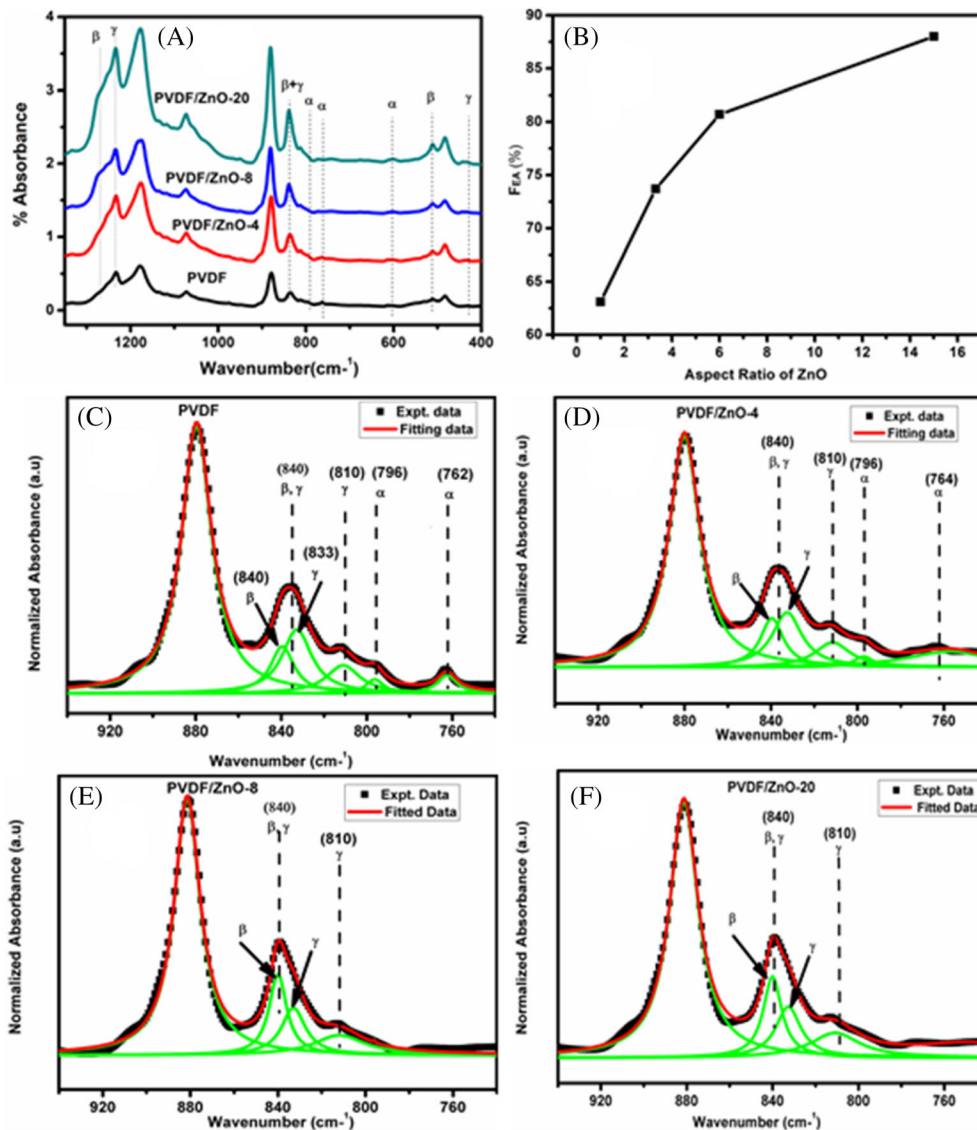 (A)
β γ
PVDF/ZnO-20
β+γ
α α α β γ
PVDF/ZnO-8
PVDF/ZnO-4
PVDF
% Absorbance
4
3
2
1
0
1200 1000 800 600 400
Wavenumber(cm-¹)
(B)
FEA (%)
90
85
80
75
70
65
60
0 2 4 6 8 10 12 14 16
Aspect Ratio of ZnO
(C)
PVDF
Expt. data
Fitting data
(840)
β, γ
(810)
γ
(796)
α
(762)
α
(840)
β
(833)
γ
Normalized Absorbance (a.u)
920 880 840 800 760
Wavenumber (cm-¹)
(D)
PVDF/ZnO-4
Expt. data
Fitting data
(840)
β, γ
(810)
γ
(796)
α
(764)
α
β
γ
Normalized Absorbance (a.u)
920 880 840 800 760
Wavenumber (cm-¹)
(E)
PVDF/ZnO-8
Expt. Data
Fitted Data
(840)
β, γ
(810)
γ
β
γ
Normalized Absorbance (a.u)
920 880 840 800 760
Wavenumber (cm-¹)
(F)
PVDF/ZnO-20
Expt. Data
Fitted Data
(840)
β, γ
(810)
γ
β
γ
Normalized Absorbance (a.u)
920 880 840 800 760
Wavenumber (cm-¹)